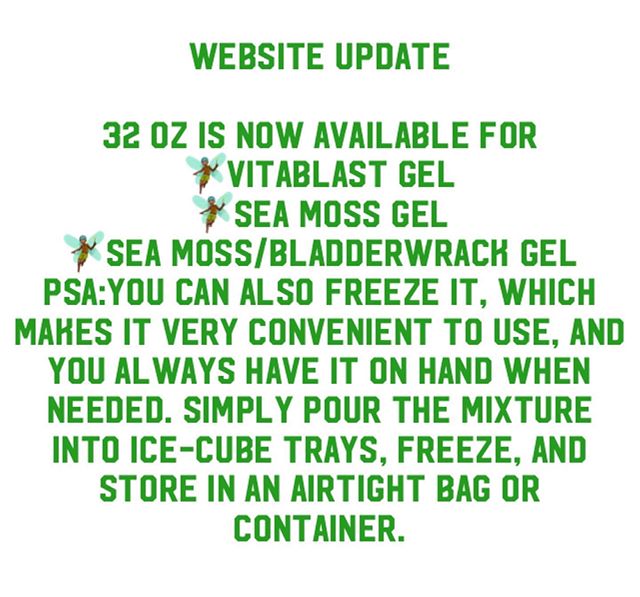 WEBSITE UPDATE
32 OZ IS NOW AVAILABLE FOR
🧚VITABLAST GEL
🧚SEA MOSS GEL
🧚SEA MOSS/BLADDERWRACK GEL
PSA:YOU CAN ALSO FREEZE IT, WHICH
MAKES IT VERY CONVENIENT TO USE, AND
YOU ALWAYS HAVE IT ON HAND WHEN
NEEDED. SIMPLY POUR THE MIXTURE
INTO ICE-CUBE TRAYS, FREEZE, AND
STORE IN AN AIRTIGHT BAG OR
CONTAINER.